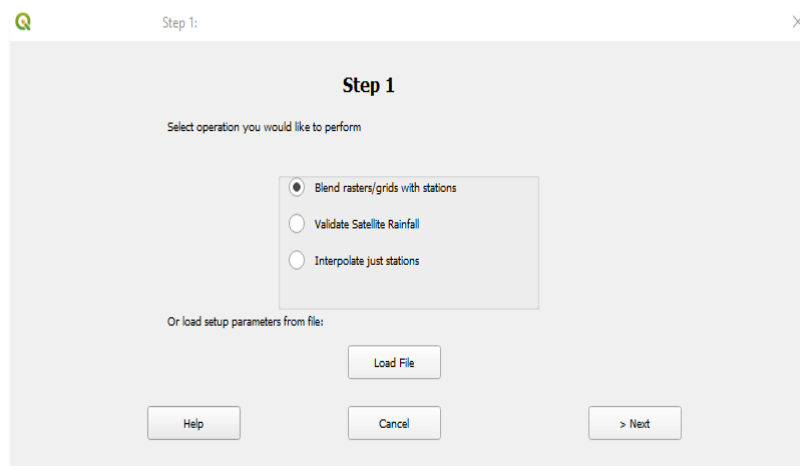 Step 1:
Step 1
Select operation you would like to perform
Blend rasters/grids with stations
Validate Satellite Rainfall
Interpolate just stations
Or load setup parameters from file:
Load File
Help
Cancel
> Next